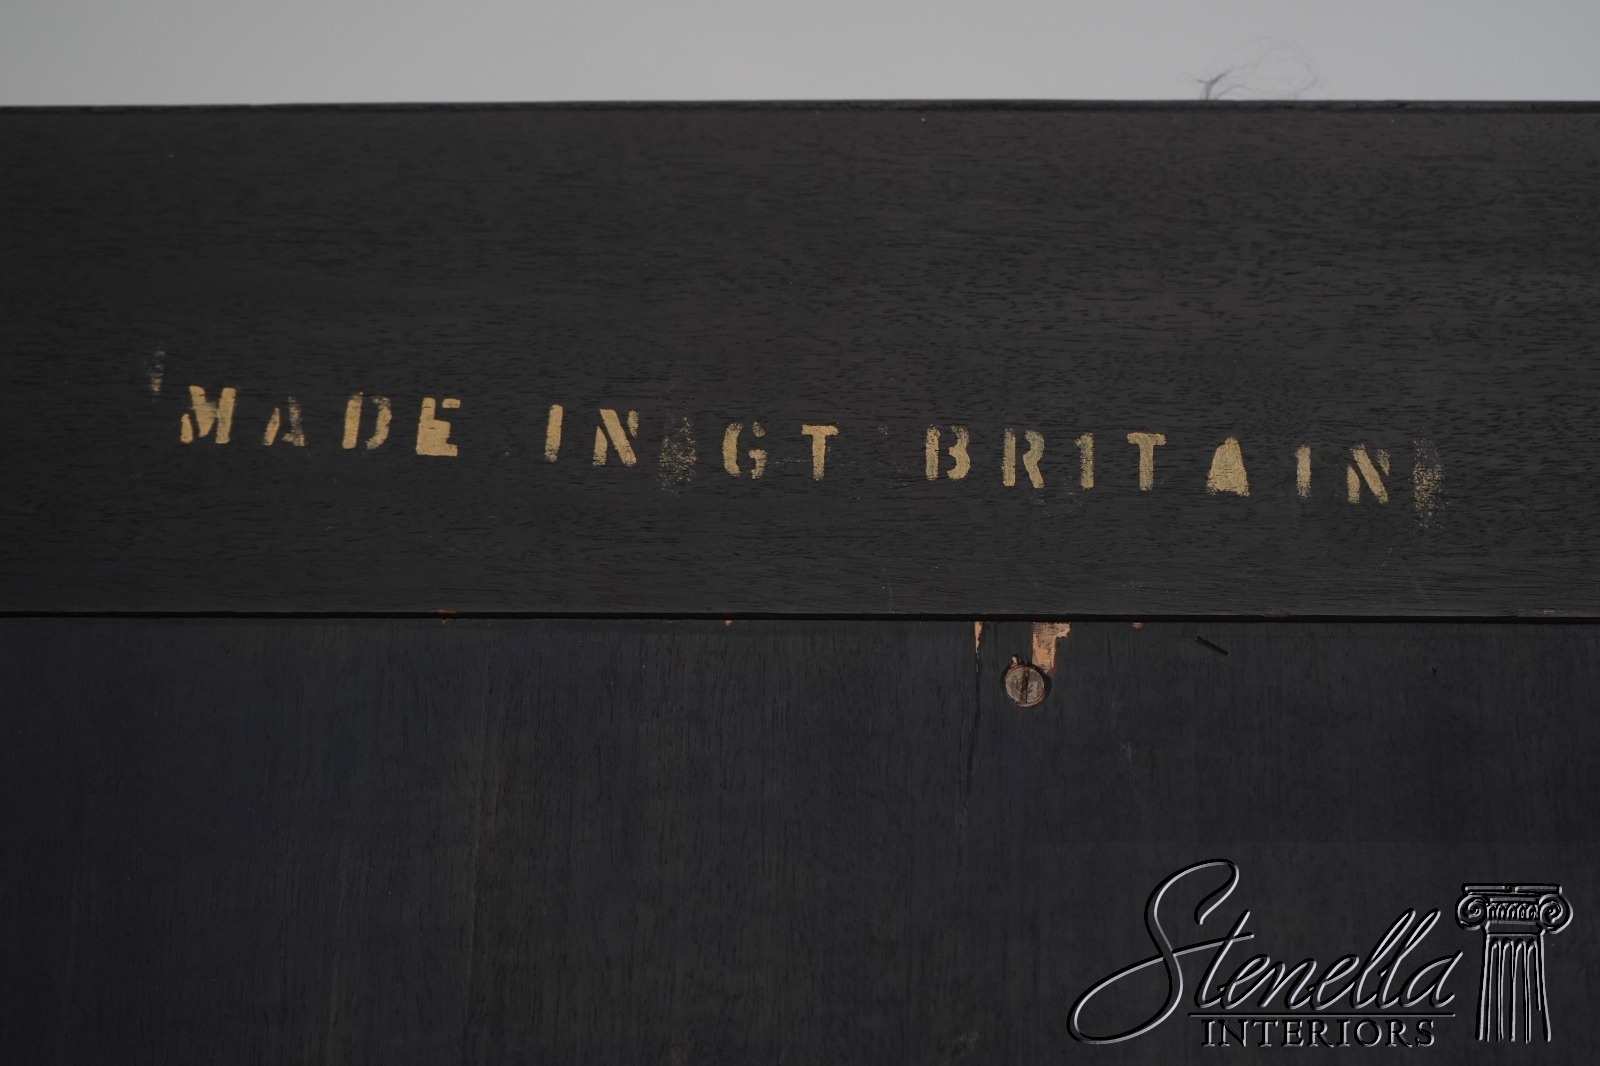 MADE IN GT BRITAIN
Stenella
INTERIORS